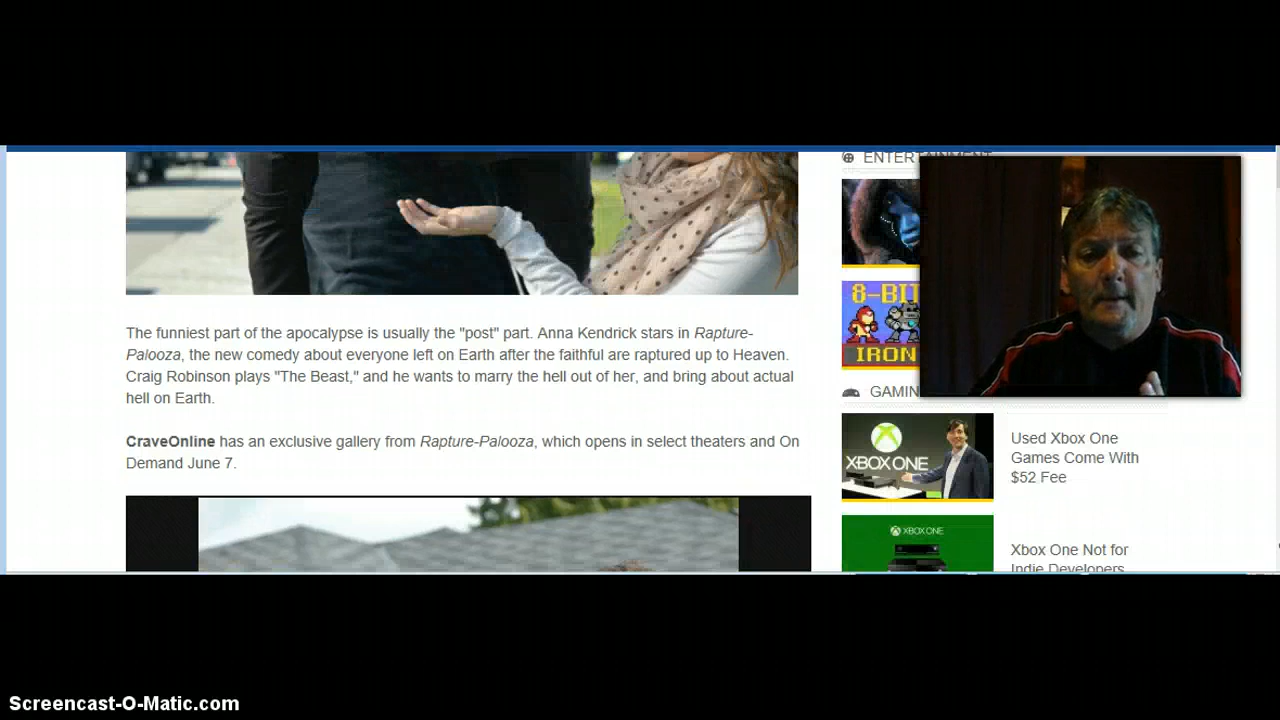 ENTERTAINMENT
8-BIT
IRON
The funniest part of the apocalypse is usually the "post" part. Anna Kendrick stars in Rapture-
Palooza, the new comedy about everyone left on Earth after the faithful are raptured up to Heaven.
Craig Robinson plays "The Beast," and he wants to marry the hell out of her, and bring about actual
hell on Earth.
CraveOnline has an exclusive gallery from Rapture-Palooza, which opens in select theaters and On
Demand June 7.
GAMIN
XBOX ONE
Used Xbox One
Games Come With
$52 Fee
XBOX ONE
Xbox One Not for
Indie Developers
Screencast-O-Matic.com